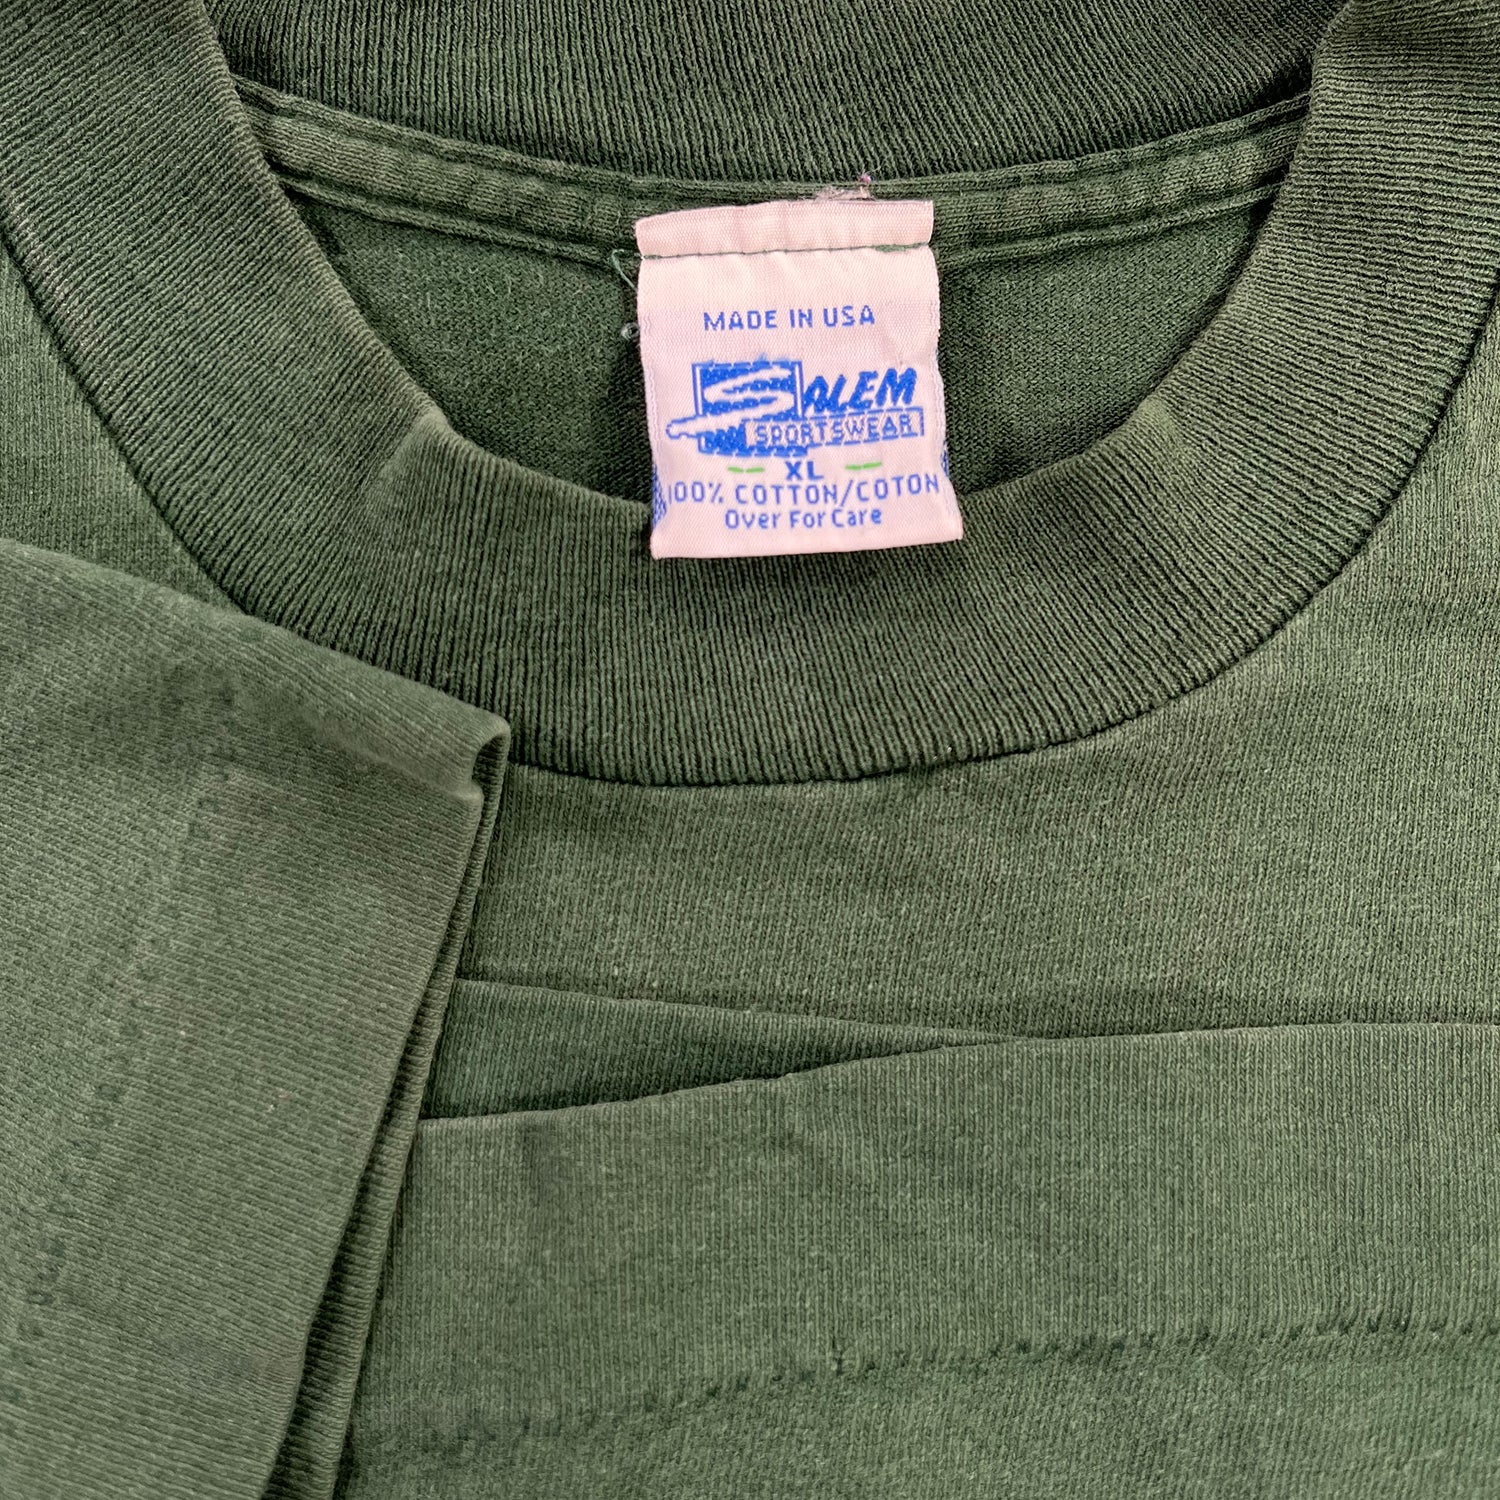 MADE IN USA
SALEM
SPORTSWEAR
XL
100% COTTON/COTON
Over For Care